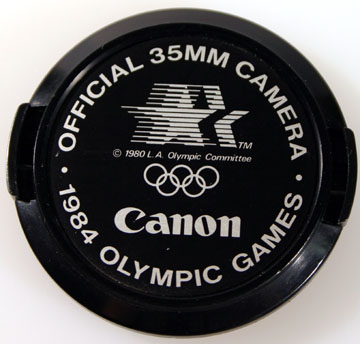 · OFFICIAL 35MM CAMERA ·
TM
© 1980 L.A. Olympic Committee
Canon
1984 OLYMPIC GAMES